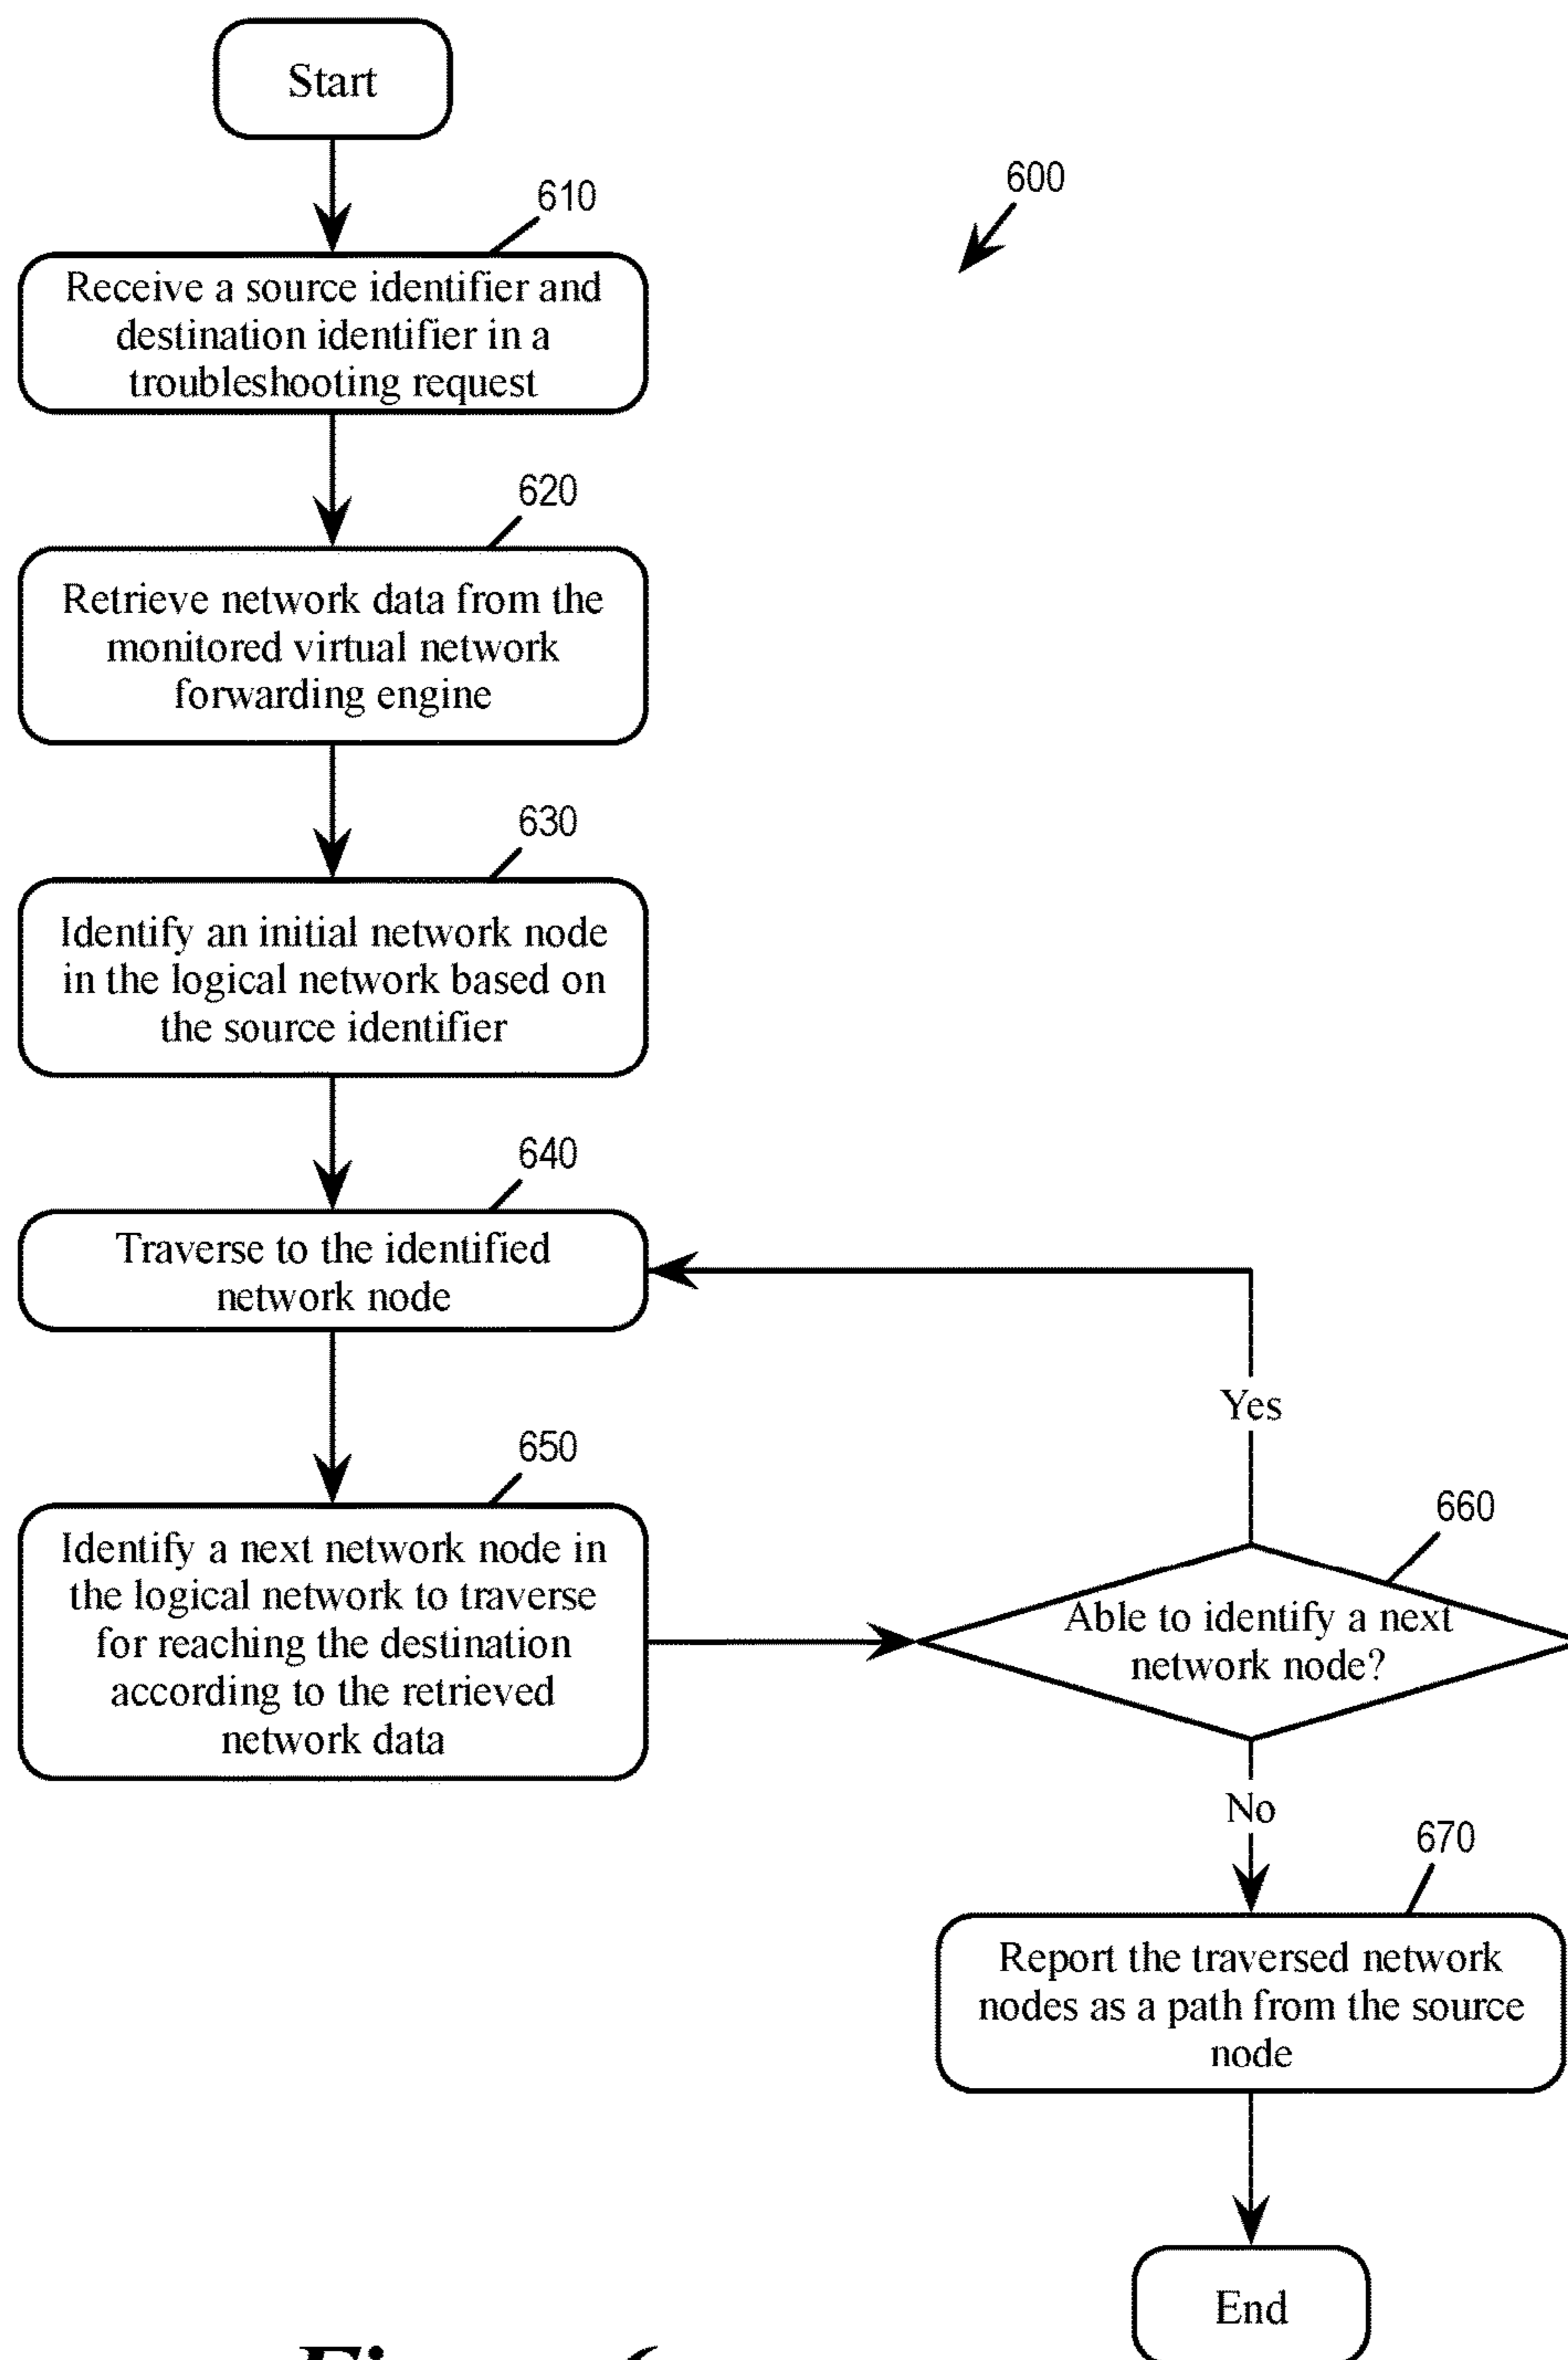 Start
600
610
Receive a source identifier and
destination identifier in a
troubleshooting request
620
Retrieve network data from the
monitored virtual network
forwarding engine
630
Identify an initial network node
in the logical network based on
the source identifier
640
Traverse to the identified
network node
Yes
650
Identify a next network node in
the logical network to traverse
for reaching the destination
according to the retrieved
network data
660
Able to identify a next
network node?
No
670
Report the traversed network
nodes as a path from the source
node
End